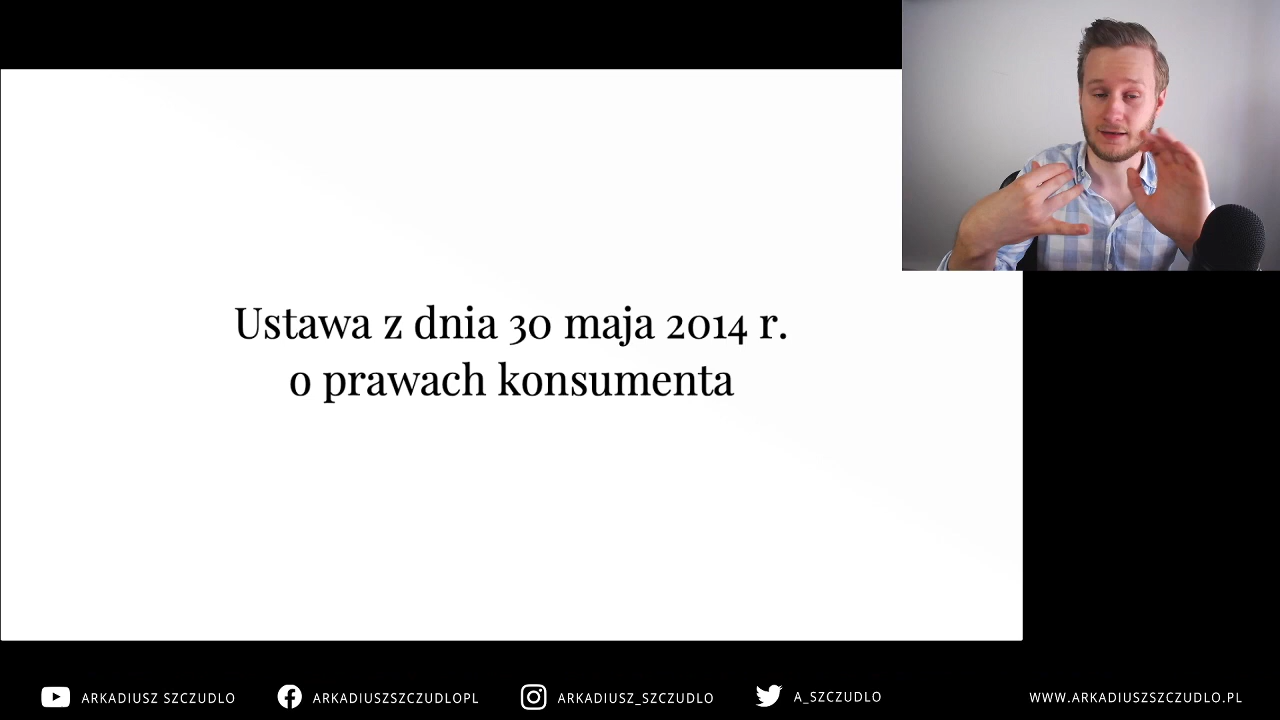 Ustawa z dnia 30 maja 2014 r.
o prawach konsumenta
ARKADIUSZ SZCZUDLO
ARKADIUSZSZCZUDLOPL
ARKADIUSZ_SZCZUDLO
A_SZCZUDLO
WWW.ARKADIUSZSZCZUDLO.PL